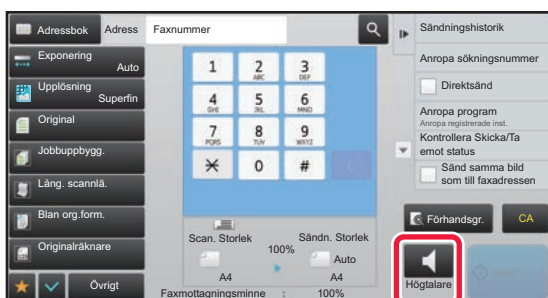 Adressbok
Adress
Faxnummer
Exponering
Auto
Upplösning
Superfin
Original
Jobbuppbygg.
Lång. scannlä.
Blan org.form.
Originalräknare
Övrigt
1
2
ABC
3
DEF
4
GHI
5
JKL
6
MNO
7
PQRS
8
TUV
9
WXYZ
0
#
C
Scan. Storlek
100%
Sändn. Storlek
A4
Auto
A4
Faxmottagningsminne : 100%
Sändningshistorik
Anropa sökningsnummer
Direktsänd
Anropa program
Anropa registrerade inst.
Kontrollera Skicka/Ta
emot status
Sänd samma bild
som till faxadressen
Förhandsgr.
CA
Högtalare
Start